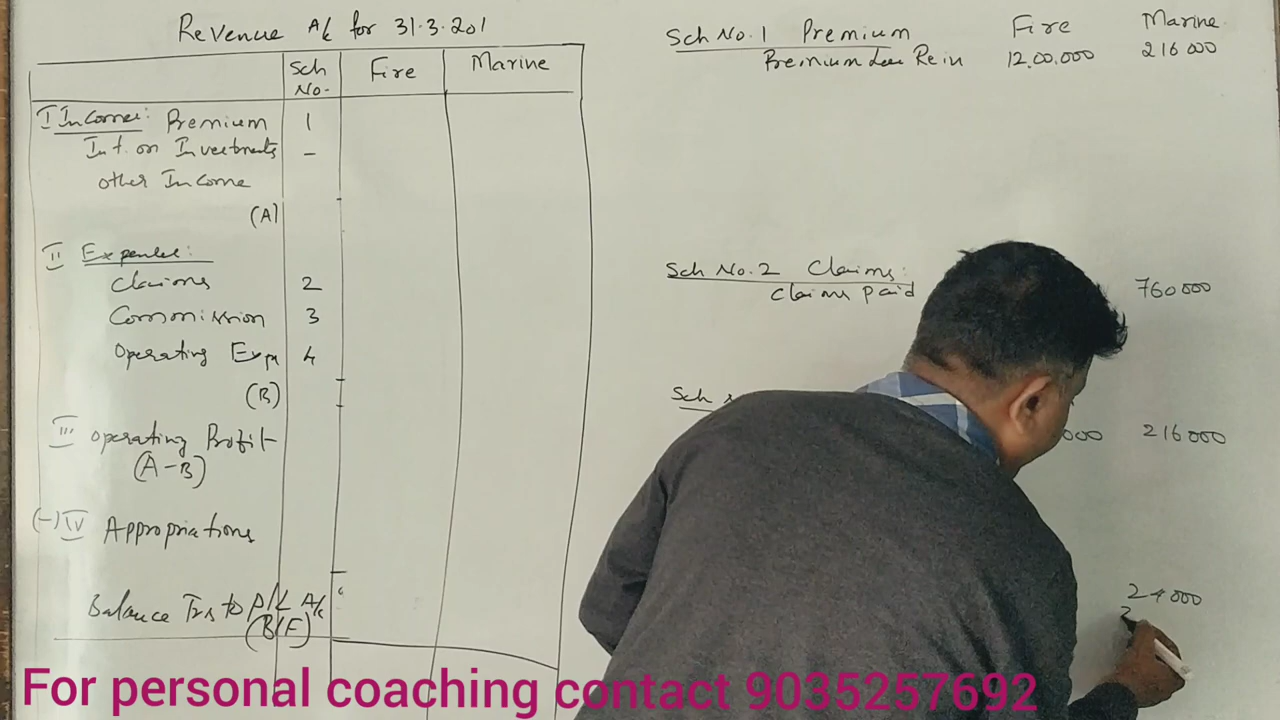 Revenue A/c for 31.3.201
Sch No. Fire Marine
I Income: Premium 1
Int. on Investments -
other Income
(A)
II Expenses:
Claims 2
Commission 3
Operating Exp 4
(B)
III Operating Profit
(A-B)
(-) IV Appropriations
Balance Trs to P/L A/c
(B/F)
Sch No. 1 Premium Fire Marine
Premium Less Rein 12,00,000 216000
Sch No. 2 Claims:
Claims paid 760000
Sch
000 216000
24000
For personal coaching contact 9035257692